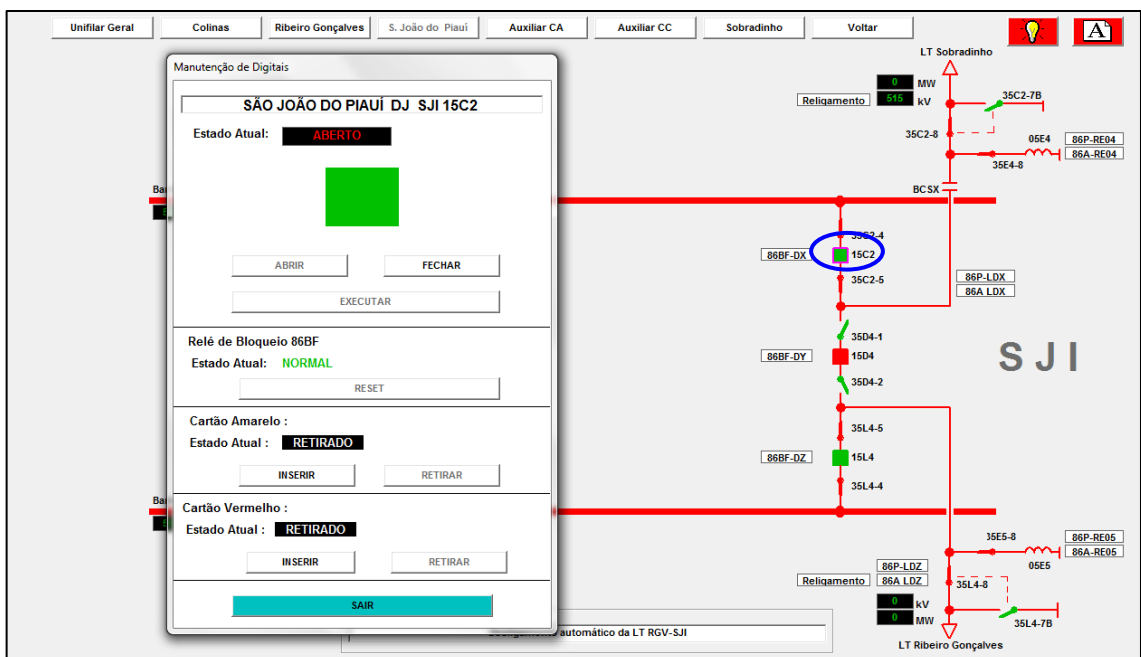 Unifilar Geral
Colinas
Ribeiro Gonçalves
S. João do Piauí
Auxiliar CA
Auxiliar CC
Sobradinho
Voltar
A
Manutenção de Digitais
SÃO JOÃO DO PIAUÍ DJ SJI 15C2
Estado Atual: ABERTO
ABRIR FECHAR
EXECUTAR
Relé de Bloqueio 86BF
Estado Atual: NORMAL
RESET
Cartão Amarelo :
Estado Atual : RETIRADO
INSERIR RETIRAR
Cartão Vermelho :
Estado Atual : RETIRADO
INSERIR RETIRAR
SAIR
LT Sobradinho
0 MW
Religamento 515 kV
35C2-7B
35C2-8
05E4
86P-RE04
86A-RE04
35E4-8
BCSX
86BF-DX 15C2
35C2-5
86P-LDX
86A LDX
35D4-1
86BF-DY 15D4
35D4-2
SJI
35L4-5
86BF-DZ 15L4
35L4-4
35E5-8
86P-RE05
86A-RE05
05E5
86P-LDZ
Religamento 86A LDZ
35L4-8
0 kV
0 MW
35L4-7B
LT Ribeiro Gonçalves
automático da LT RGV-SJI